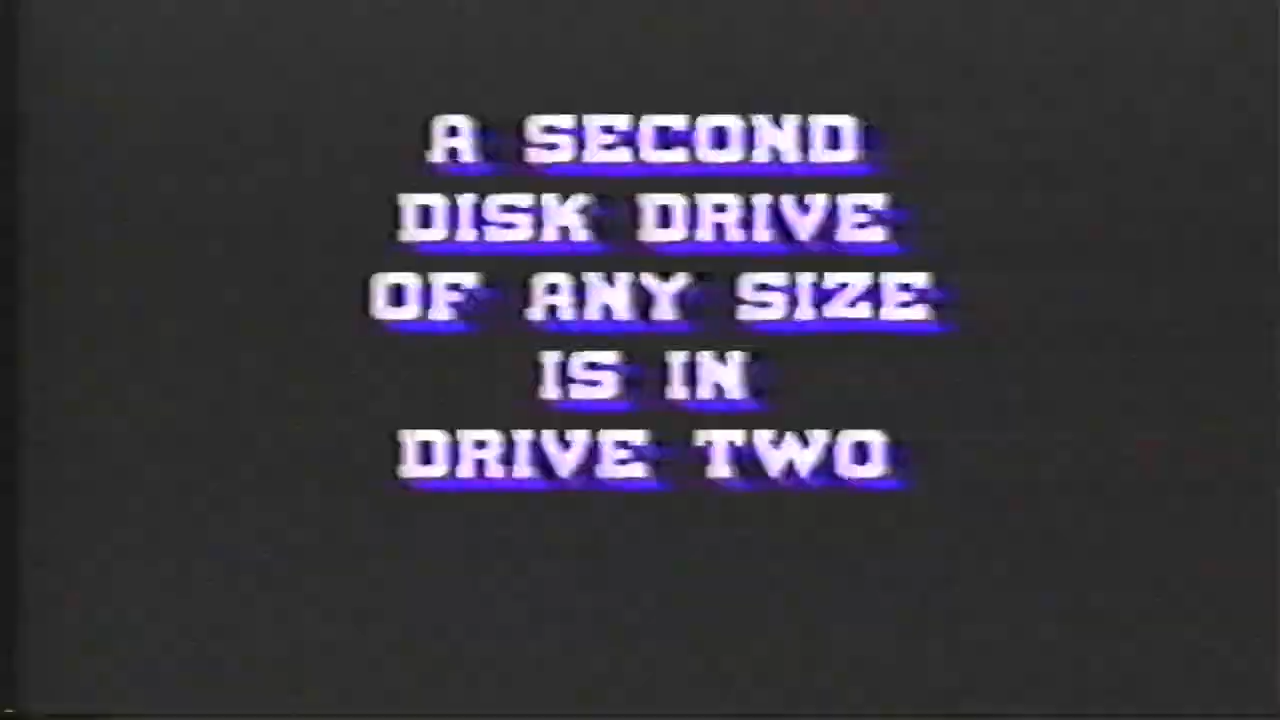 A SECOND
DISK DRIVE
OF ANY SIZE
IS IN
DRIVE TWO